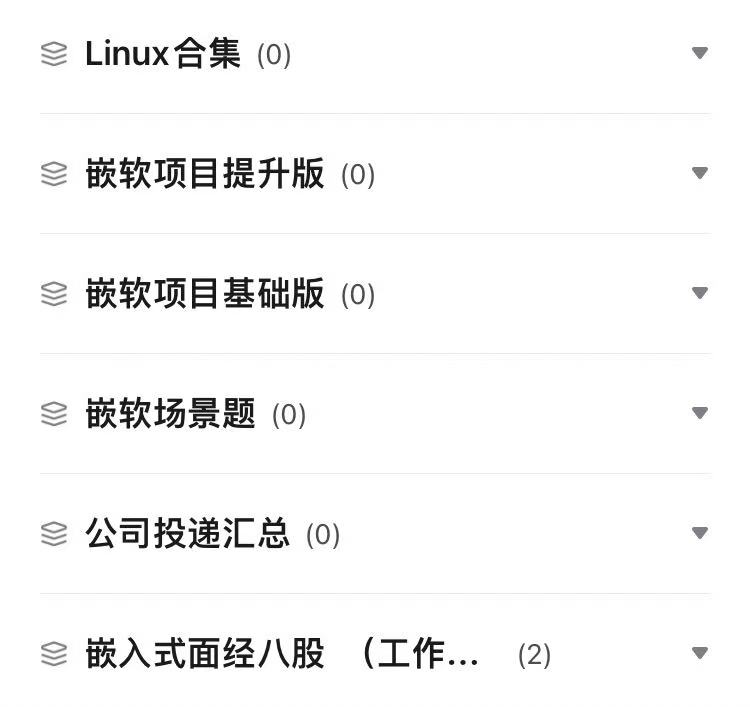 Linux合集 (0)
嵌软项目提升版 (0)
嵌软项目基础版 (0)
嵌软场景题 (0)
公司投递汇总 (0)
嵌入式面经八股 （工作... (2)